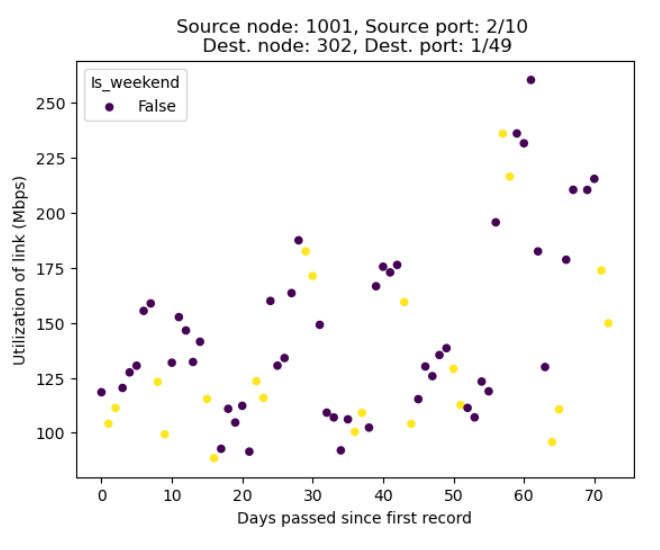 Source node: 1001, Source port: 2/10
Dest. node: 302, Dest. port: 1/49
Is_weekend
False
250
225
200
175
150
125
100
Utilization of link (Mbps)
0 10 20 30 40 50 60 70
Days passed since first record